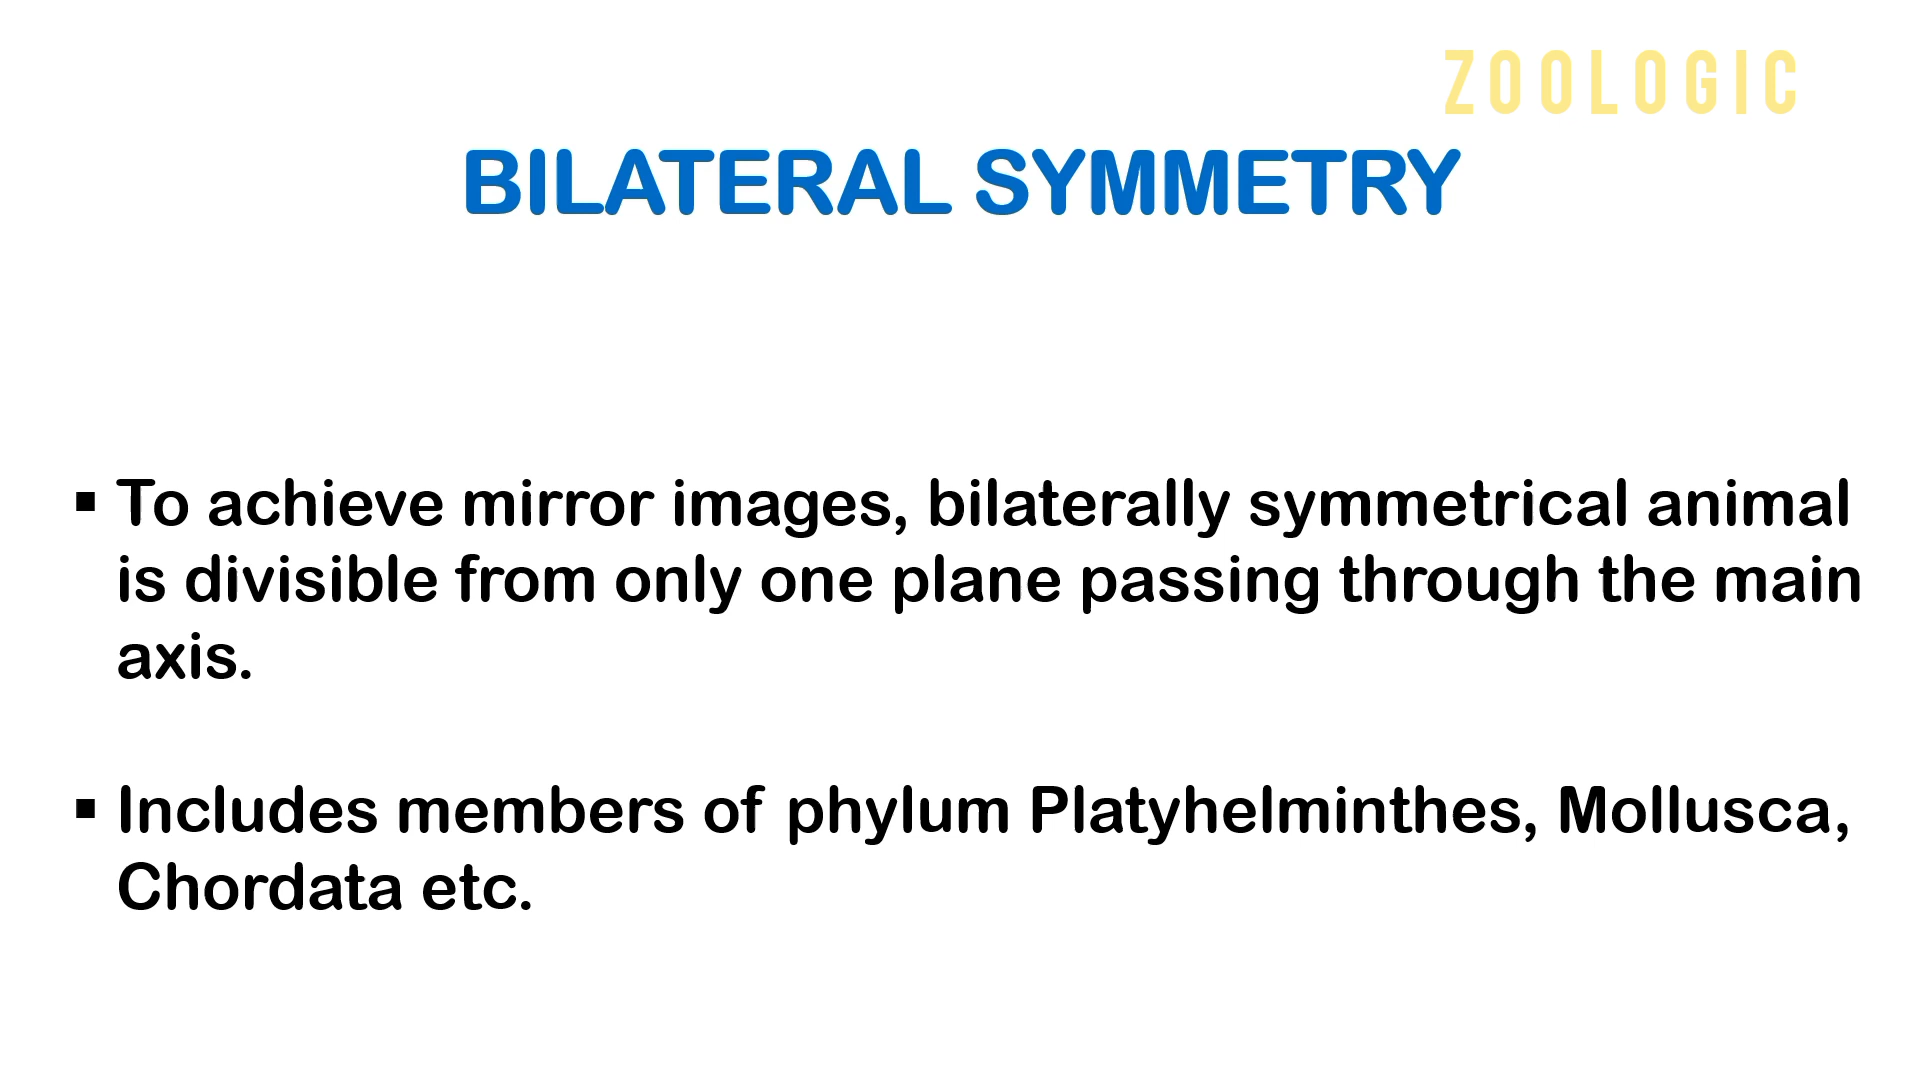 ZOOLOGIC
BILATERAL SYMMETRY
▪ To achieve mirror images, bilaterally symmetrical animal
is divisible from only one plane passing through the main
axis.
▪ Includes members of phylum Platyhelminthes, Mollusca,
Chordata etc.